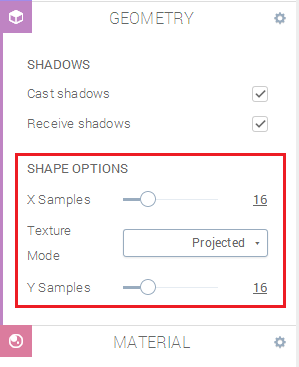 GEOMETRY
SHADOWS
Cast shadows
Receive shadows
SHAPE OPTIONS
X Samples 16
Texture
Mode
Projected
Y Samples 16
MATERIAL